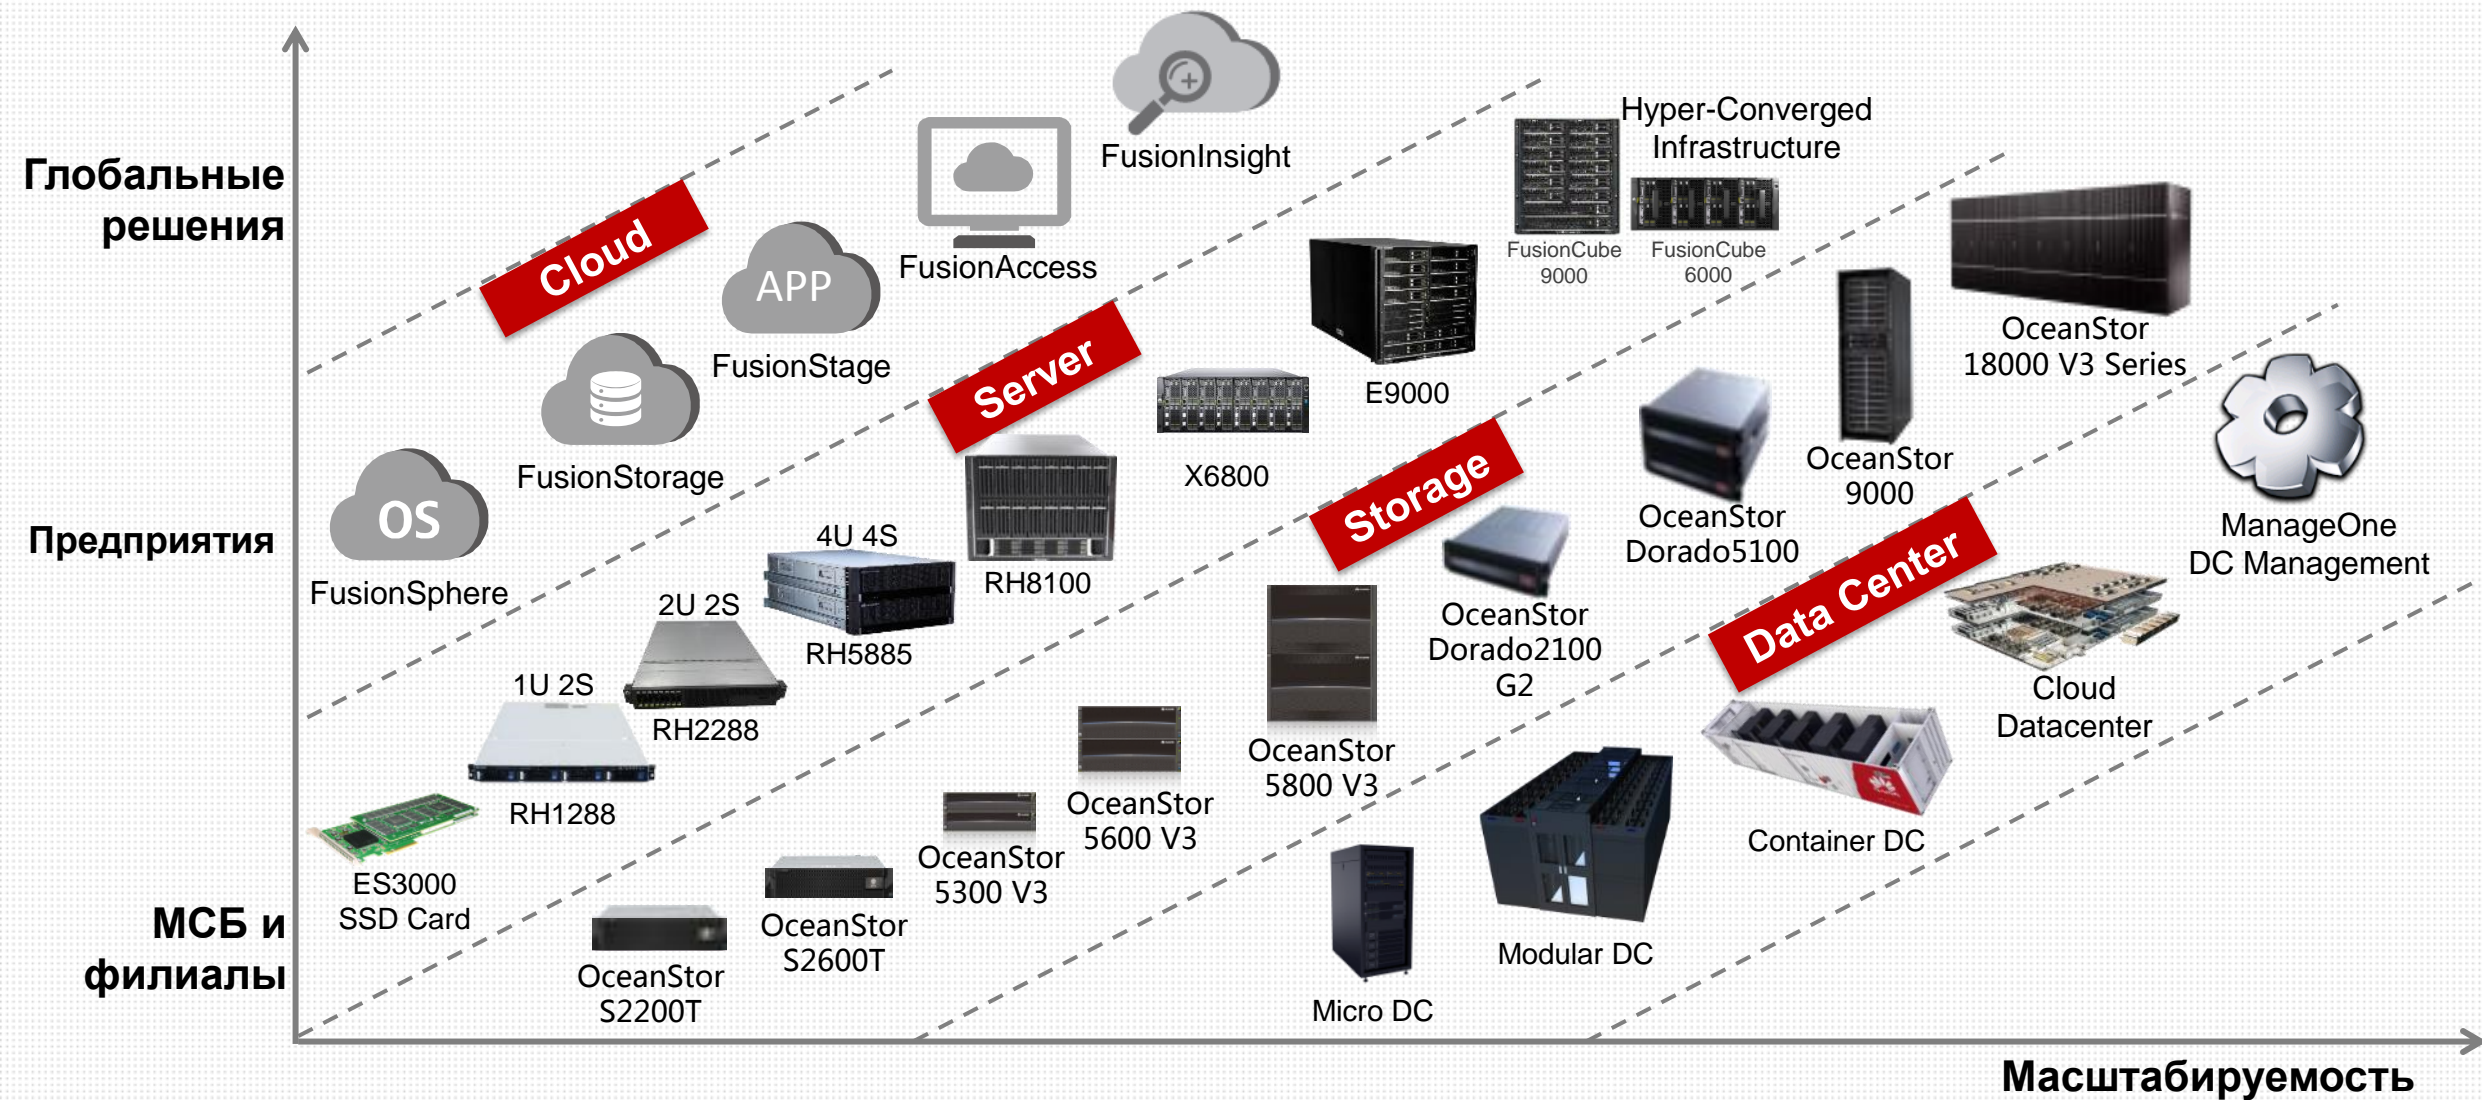 Глобальные
решения
Предприятия
МСБ и
филиалы
Масштабируемость
Cloud
OS
FusionSphere
FusionStorage
APP
FusionStage
FusionAccess
FusionInsight
Server
ES3000
SSD Card
1U 2S
RH1288
2U 2S
RH2288
4U 4S
RH5885
RH8100
X6800
E9000
Hyper-Converged
Infrastructure
FusionCube
9000
FusionCube
6000
Storage
OceanStor
S2200T
OceanStor
S2600T
OceanStor
5300 V3
OceanStor
5600 V3
OceanStor
5800 V3
OceanStor
Dorado2100
G2
OceanStor
Dorado5100
OceanStor
9000
OceanStor
18000 V3 Series
Data Center
Micro DC
Modular DC
Container DC
Cloud
Datacenter
ManageOne
DC Management